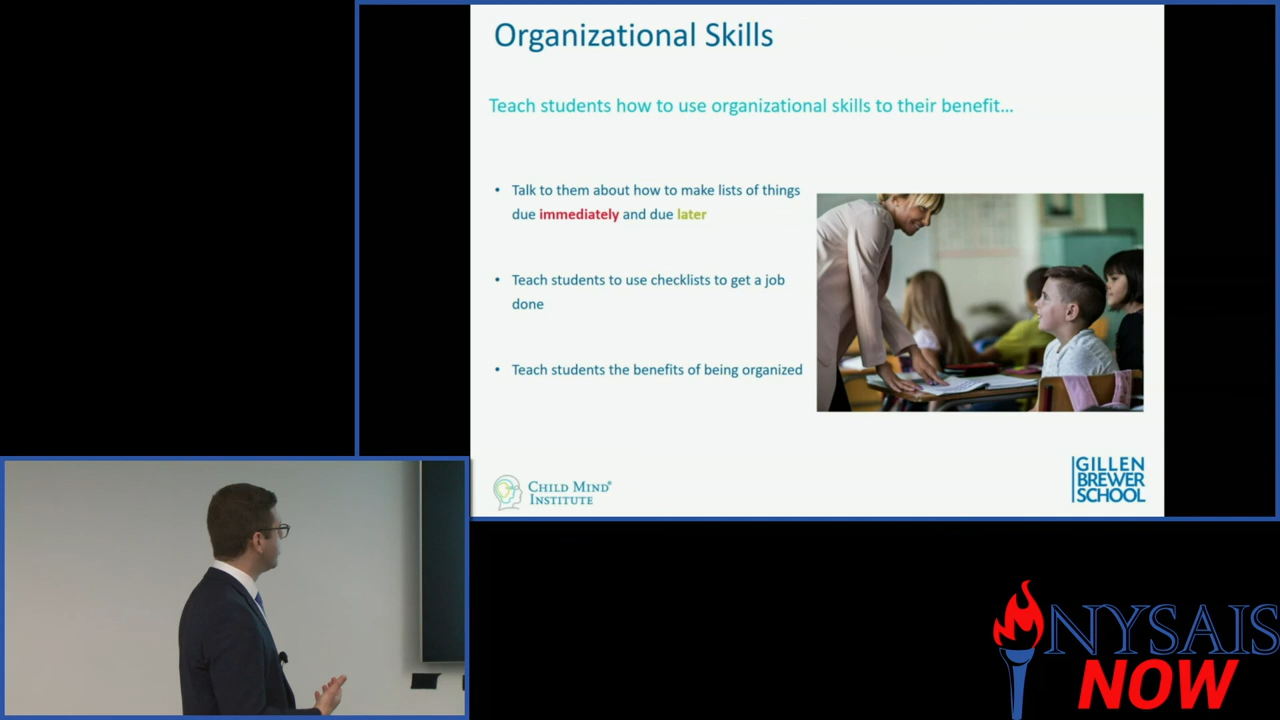 Organizational Skills
Teach students how to use organizational skills to their benefit...
• Talk to them about how to make lists of things
due immediately and due later
• Teach students to use checklists to get a job
done
• Teach students the benefits of being organized
CHILD MIND®
INSTITUTE
GILLEN
BREWER
SCHOOL
NYSAIS
NOW